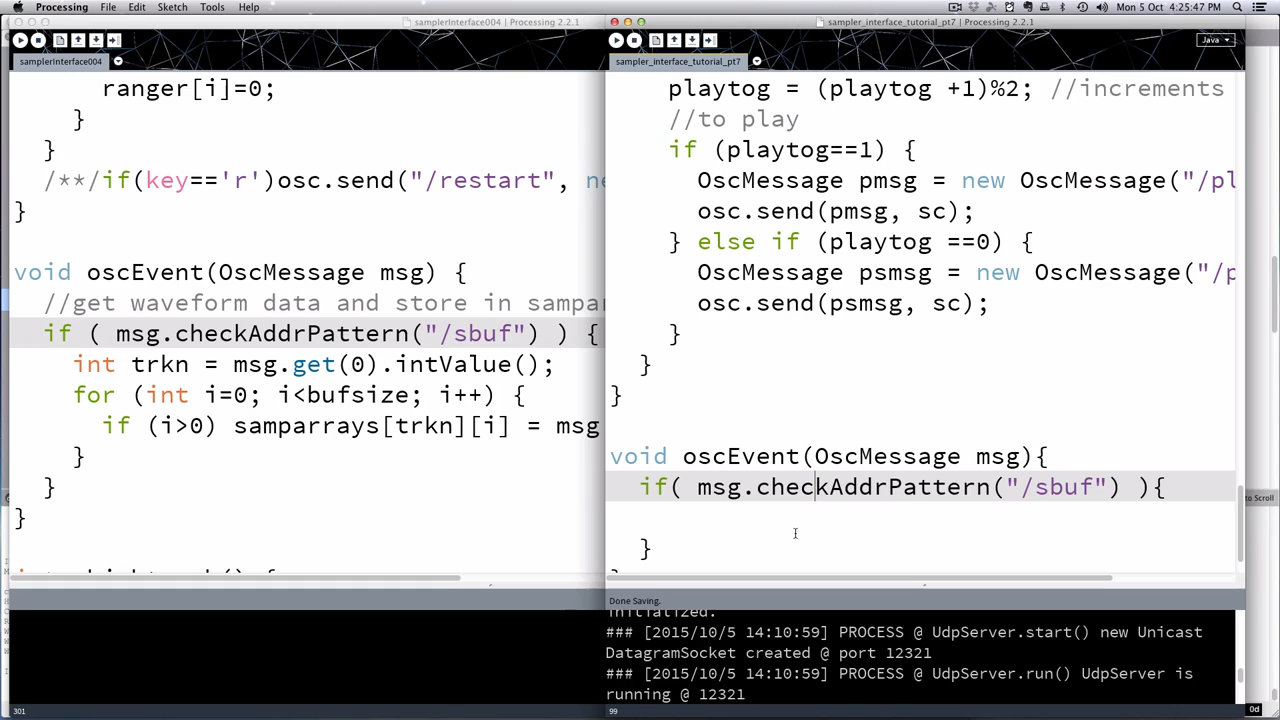 Processing File Edit Sketch Tools Help Mon 5 Oct 4:25:47 PM
samplerInterface004 | Processing 2.2.1
sampler_interface_tutorial_pt7 | Processing 2.2.1
Java
samplerinterface004
sampler_interface_tutorial_pt7
ranger[i]=0;
}
}
/**/if(key=='r')osc.send("/restart", ne
}
void oscEvent(OscMessage msg) {
//get waveform data and store in sampar
if ( msg.checkAddrPattern("/sbuf") ) {
int trkn = msg.get(0).intValue();
for (int i=0; i<bufsize; i++) {
if (i>0) samparrays[trkn][i] = msg
}
}
}
301
playtog = (playtog +1)%2; //increments
//to play
if (playtog==1) {
OscMessage pmsg = new OscMessage("/pl
osc.send(pmsg, sc);
} else if (playtog ==0) {
OscMessage psmsg = new OscMessage("/p
osc.send(psmsg, sc);
}
}
}
void oscEvent(OscMessage msg){
if( msg.checkAddrPattern("/sbuf") ){
}
Done Saving.
initialized.
### [2015/10/5 14:10:59] PROCESS @ UdpServer.start() new Unicast
DatagramSocket created @ port 12321
### [2015/10/5 14:10:59] PROCESS @ UdpServer.run() UdpServer is
running @ 12321
99
to Scroll
0d